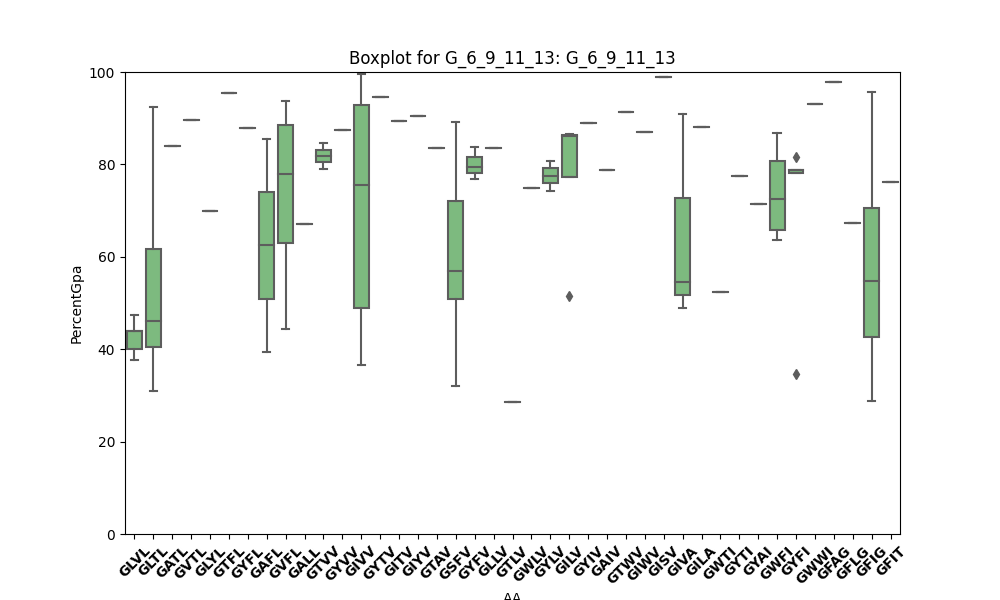 Boxplot for G_6_9_11_13: G_6_9_11_13
PercentGpa
100
80
60
40
20
0
GLVL
GLTL
GATL
GVTL
GLYL
GTFL
GYFL
GAFL
GVFL
GALL
GTVV
GYVV
GIVV
GYTV
GITV
GIYV
GTAV
GSFV
GYFV
GLLV
GTLV
GWLV
GYLV
GILV
GYIV
GAIV
GTWV
GIWV
GISV
GIVA
GILA
GWTI
GYTI
GYAI
GWFI
GYFI
GWWI
GFAG
GFLG
GFIG
GFIT
AA